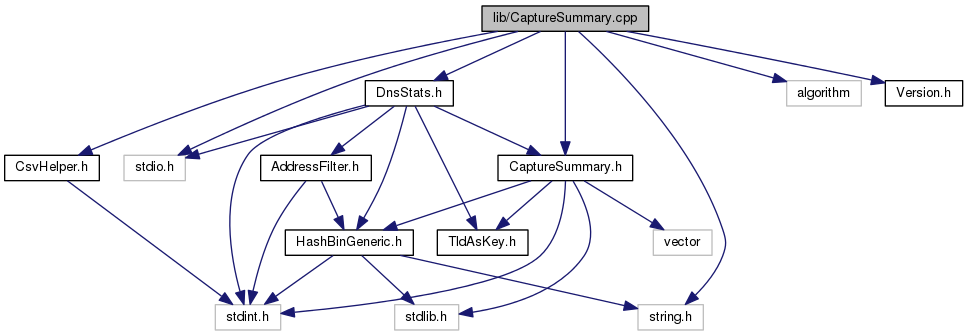 lib/CaptureSummary.cpp
DnsStats.h
algorithm
Version.h
CsvHelper.h
stdio.h
AddressFilter.h
CaptureSummary.h
HashBinGeneric.h
TldAsKey.h
vector
stdint.h
stdlib.h
string.h